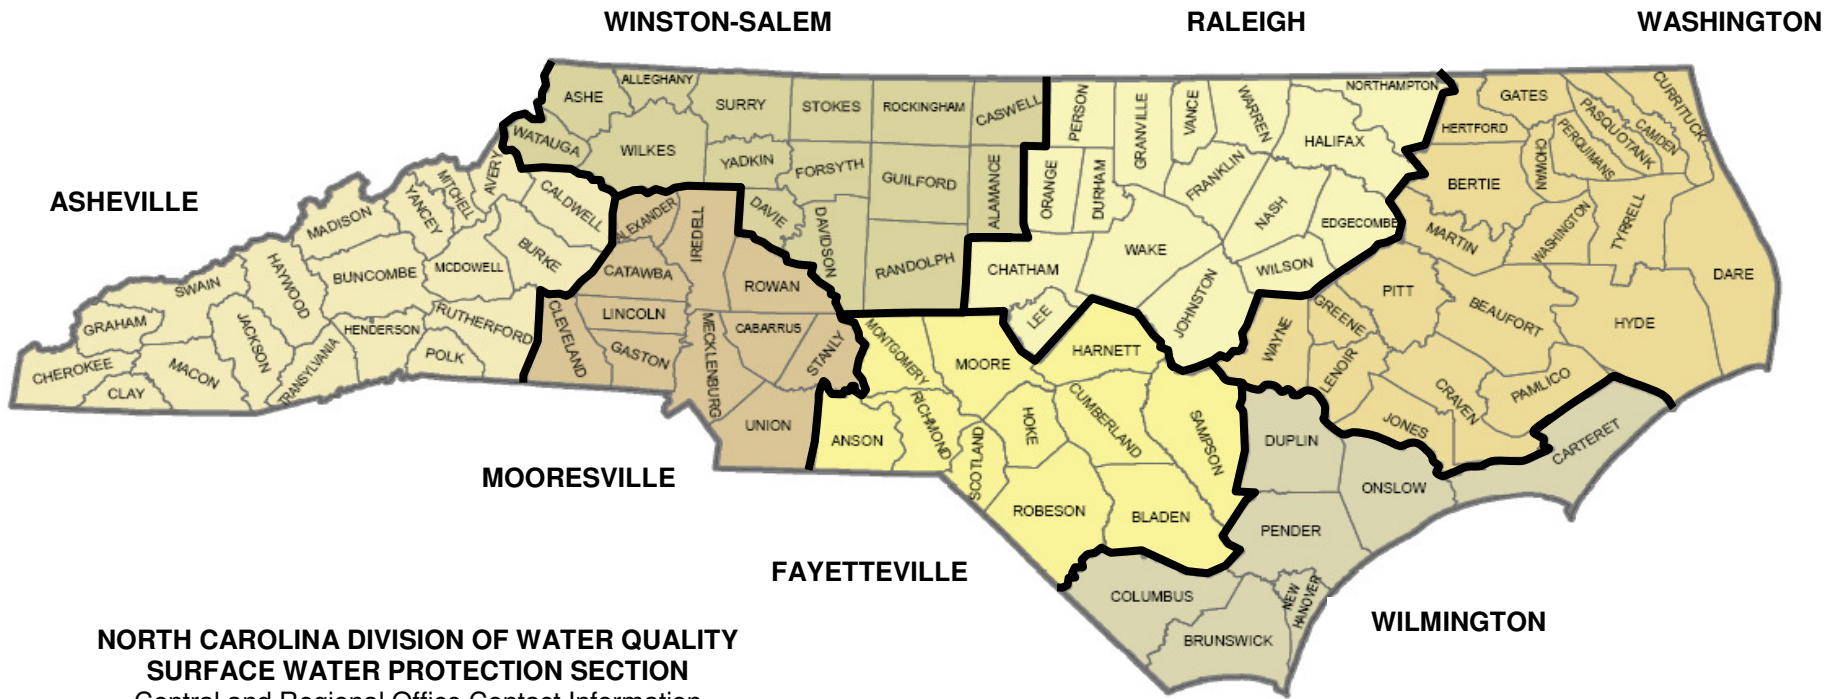 WINSTON-SALEM
RALEIGH
WASHINGTON
ASHEVILLE
MOORESVILLE
FAYETTEVILLE
WILMINGTON
ASHE
ALLEGHANY
SURRY
STOKES
ROCKINGHAM
CASWELL
WATAUGA
WILKES
YADKIN
FORSYTH
GUILFORD
ALAMANCE
DAVIE
DAVIDSON
RANDOLPH
PERSON
GRANVILLE
VANCE
WARREN
NORTHAMPTON
HALIFAX
ORANGE
DURHAM
FRANKLIN
NASH
EDGECOMBE
WAKE
WILSON
CHATHAM
LEE
JOHNSTON
GATES
HERTFORD
CURRITUCK
CAMDEN
PASQUOTANK
PERQUIMANS
CHOWAN
BERTIE
MARTIN
WASHINGTON
TYRRELL
DARE
PITT
BEAUFORT
HYDE
GREENE
WAYNE
LENOIR
CRAVEN
PAMLICO
JONES
AVERY
MITCHELL
YANCEY
MADISON
CALDWELL
BURKE
MCDOWELL
BUNCOMBE
HAYWOOD
SWAIN
GRAHAM
CHEROKEE
CLAY
MACON
JACKSON
TRANSYLVANIA
HENDERSON
POLK
RUTHERFORD
ALEXANDER
IREDELL
CATAWBA
ROWAN
LINCOLN
CLEVELAND
GASTON
MECKLENBURG
CABARRUS
STANLY
UNION
MONTGOMERY
MOORE
HARNETT
ANSON
RICHMOND
SCOTLAND
HOKE
CUMBERLAND
SAMPSON
ROBESON
BLADEN
DUPLIN
ONSLOW
CARTERET
PENDER
COLUMBUS
BRUNSWICK
NEW
HANOVER
NORTH CAROLINA DIVISION OF WATER QUALITY
SURFACE WATER PROTECTION SECTION
Central and Regional Office Contact Information